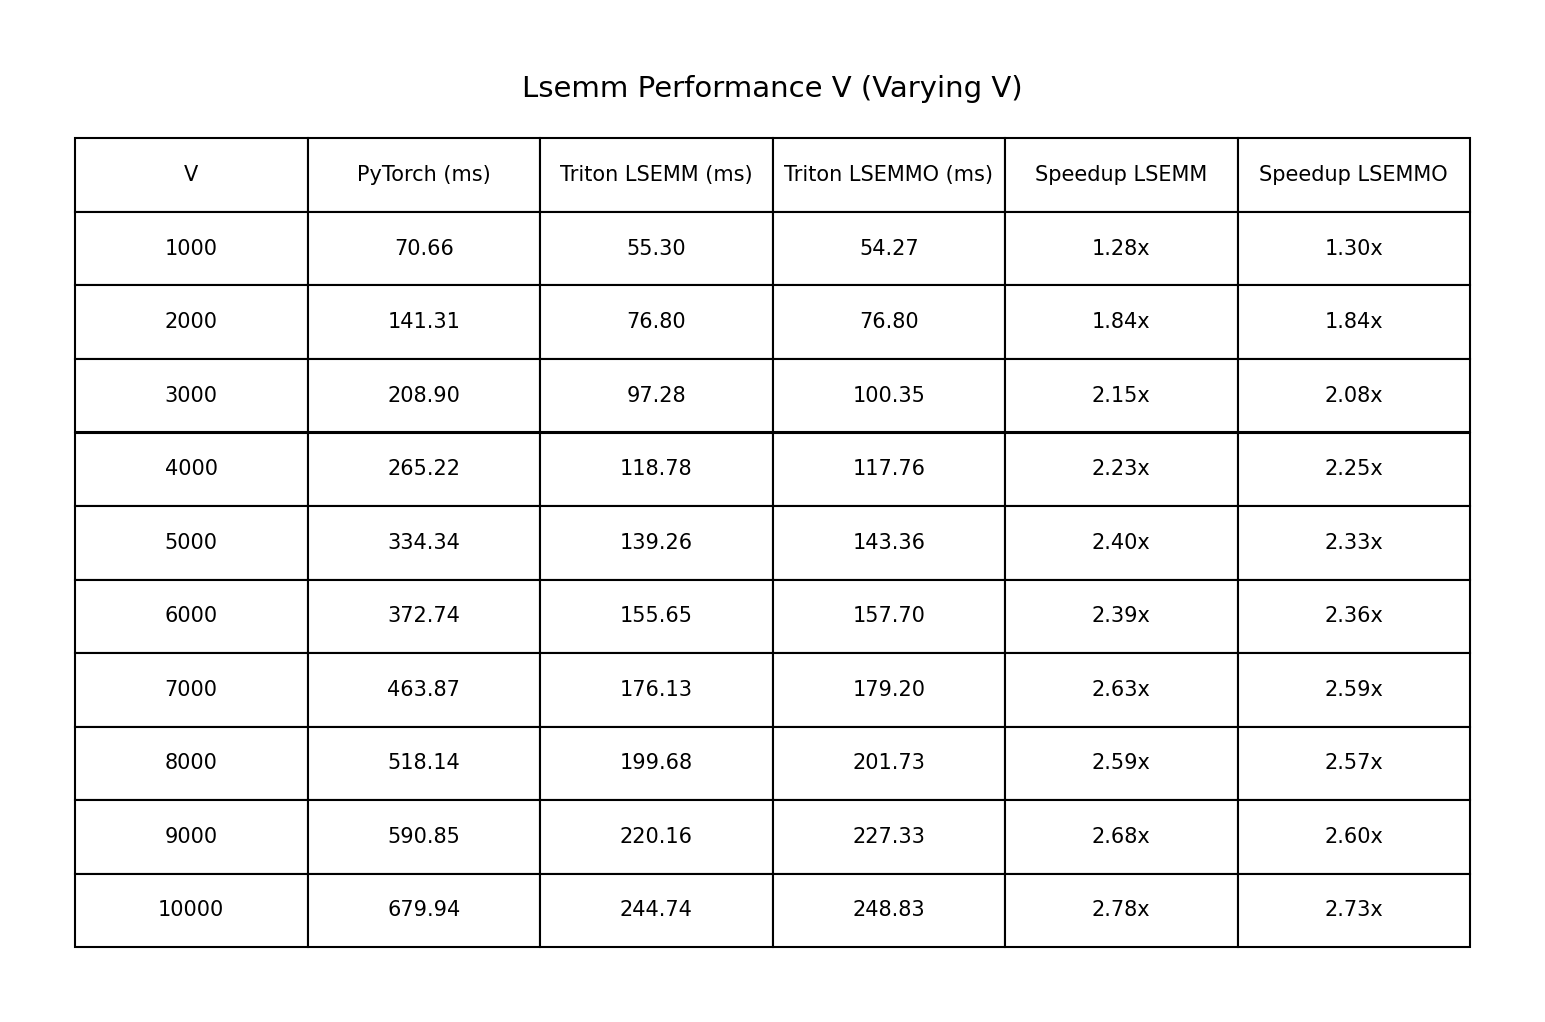 Lsemm Performance V (Varying V)
V PyTorch (ms) Triton LSEMM (ms) Triton LSEMMO (ms) Speedup LSEMM Speedup LSEMMO
1000 70.66 55.30 54.27 1.28x 1.30x
2000 141.31 76.80 76.80 1.84x 1.84x
3000 208.90 97.28 100.35 2.15x 2.08x
4000 265.22 118.78 117.76 2.23x 2.25x
5000 334.34 139.26 143.36 2.40x 2.33x
6000 372.74 155.65 157.70 2.39x 2.36x
7000 463.87 176.13 179.20 2.63x 2.59x
8000 518.14 199.68 201.73 2.59x 2.57x
9000 590.85 220.16 227.33 2.68x 2.60x
10000 679.94 244.74 248.83 2.78x 2.73x